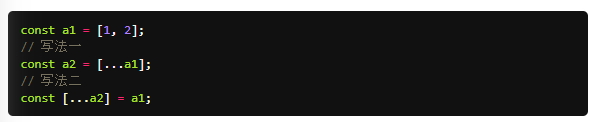 const a1 = [1, 2];
// 写法一
const a2 = [...a1];
// 写法二
const [...a2] = a1;